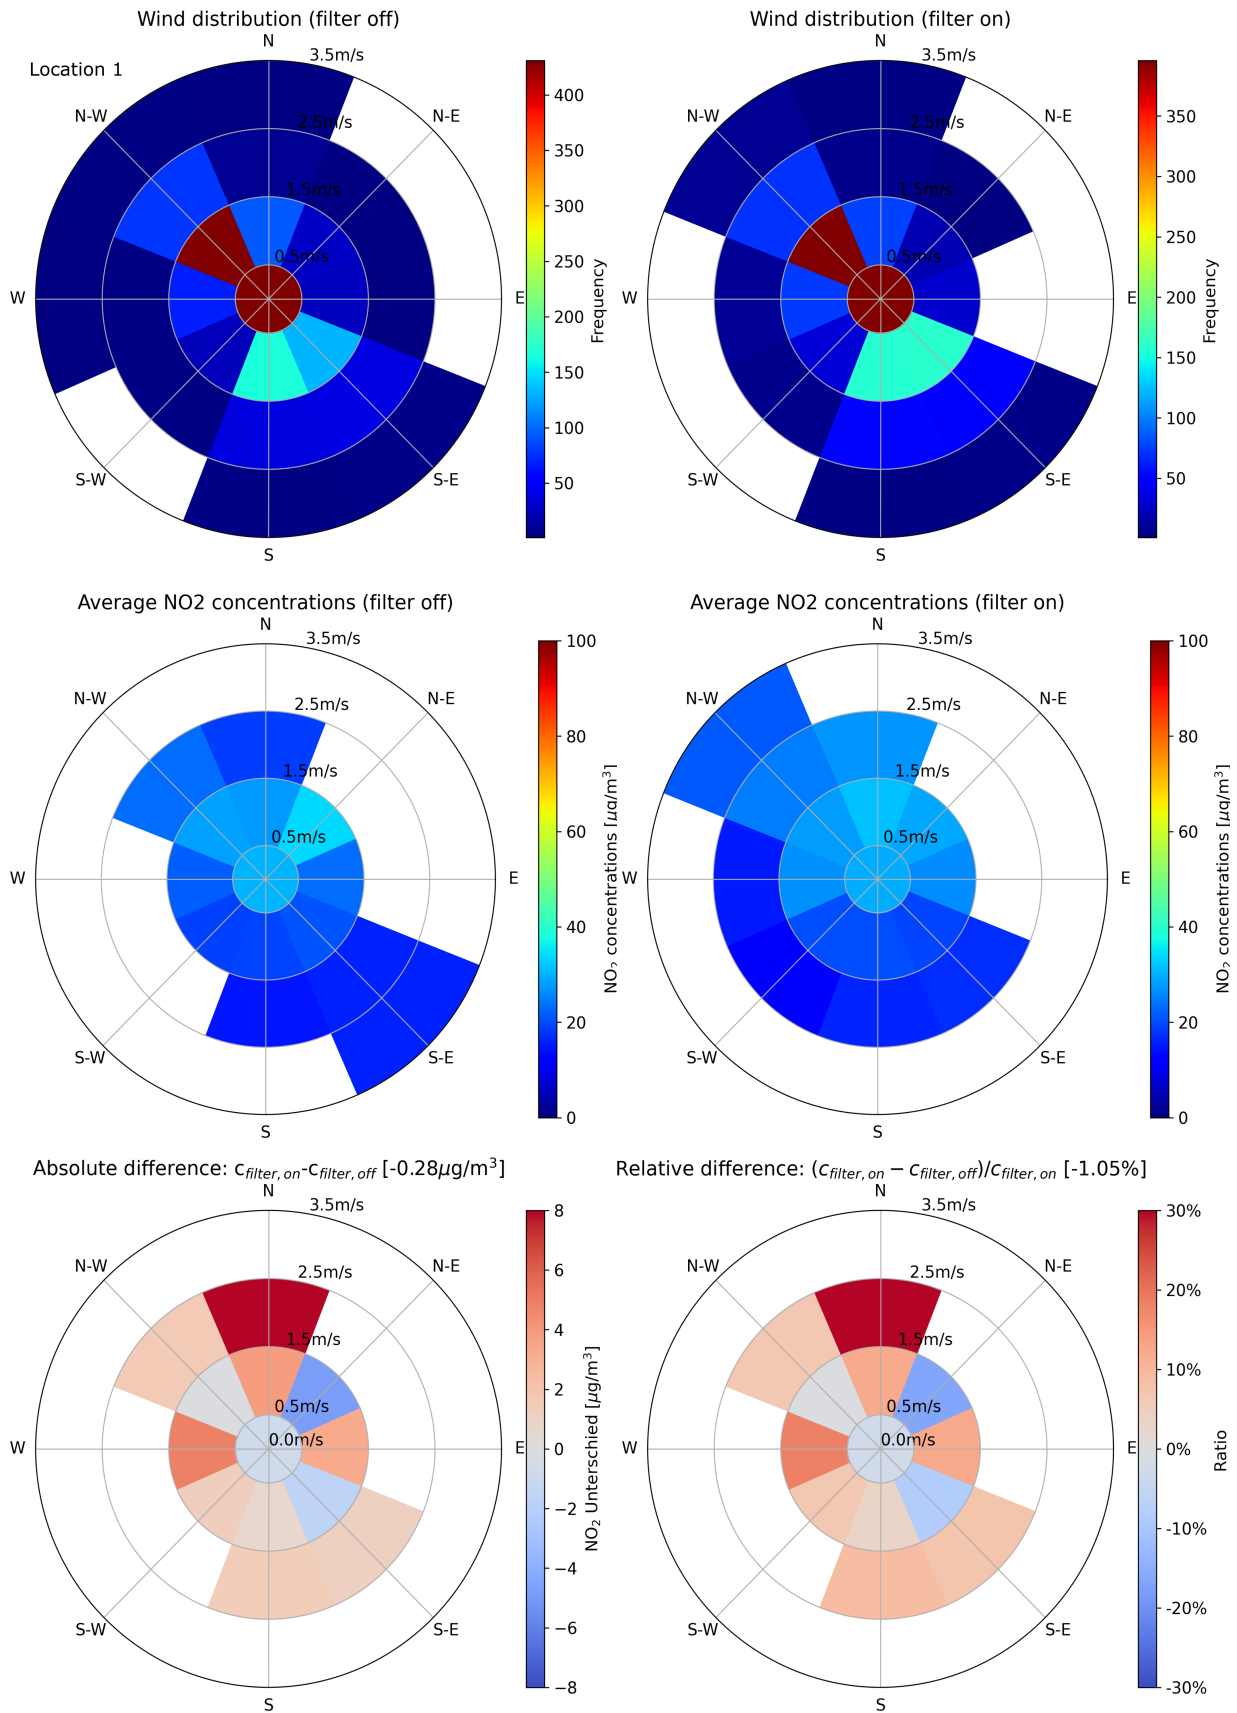 Wind distribution (filter off)
N
3.5m/s
Location 1
N-W
N-E
2.5m/s
1.5m/s
0.5m/s
W
E
S-W
S-E
S
400
350
300
250
200
150
100
50
Frequency
Wind distribution (filter on)
N
3.5m/s
N-W
N-E
2.5m/s
1.5m/s
0.5m/s
W
E
S-W
S-E
S
350
300
250
200
150
100
50
Frequency
Average NO2 concentrations (filter off)
N
3.5m/s
N-W
N-E
2.5m/s
1.5m/s
0.5m/s
W
E
S-W
S-E
S
100
80
60
40
20
0
NO₂ concentrations [µg/m³]
Average NO2 concentrations (filter on)
N
3.5m/s
N-W
N-E
2.5m/s
1.5m/s
0.5m/s
W
E
S-W
S-E
S
100
80
60
40
20
0
NO₂ concentrations [µg/m³]
Absolute difference: c_filter,on-c_filter,off [-0.28µg/m³]
N
3.5m/s
N-W
N-E
2.5m/s
1.5m/s
0.5m/s
0.0m/s
W
E
S-W
S-E
S
8
6
4
2
0
−2
−4
−6
−8
NO₂ Unterschied [µg/m³]
Relative difference: (c_filter,on − c_filter,off)/c_filter,on [-1.05%]
N
3.5m/s
N-W
N-E
2.5m/s
1.5m/s
0.5m/s
0.0m/s
W
E
S-W
S-E
S
30%
20%
10%
0%
-10%
-20%
-30%
Ratio